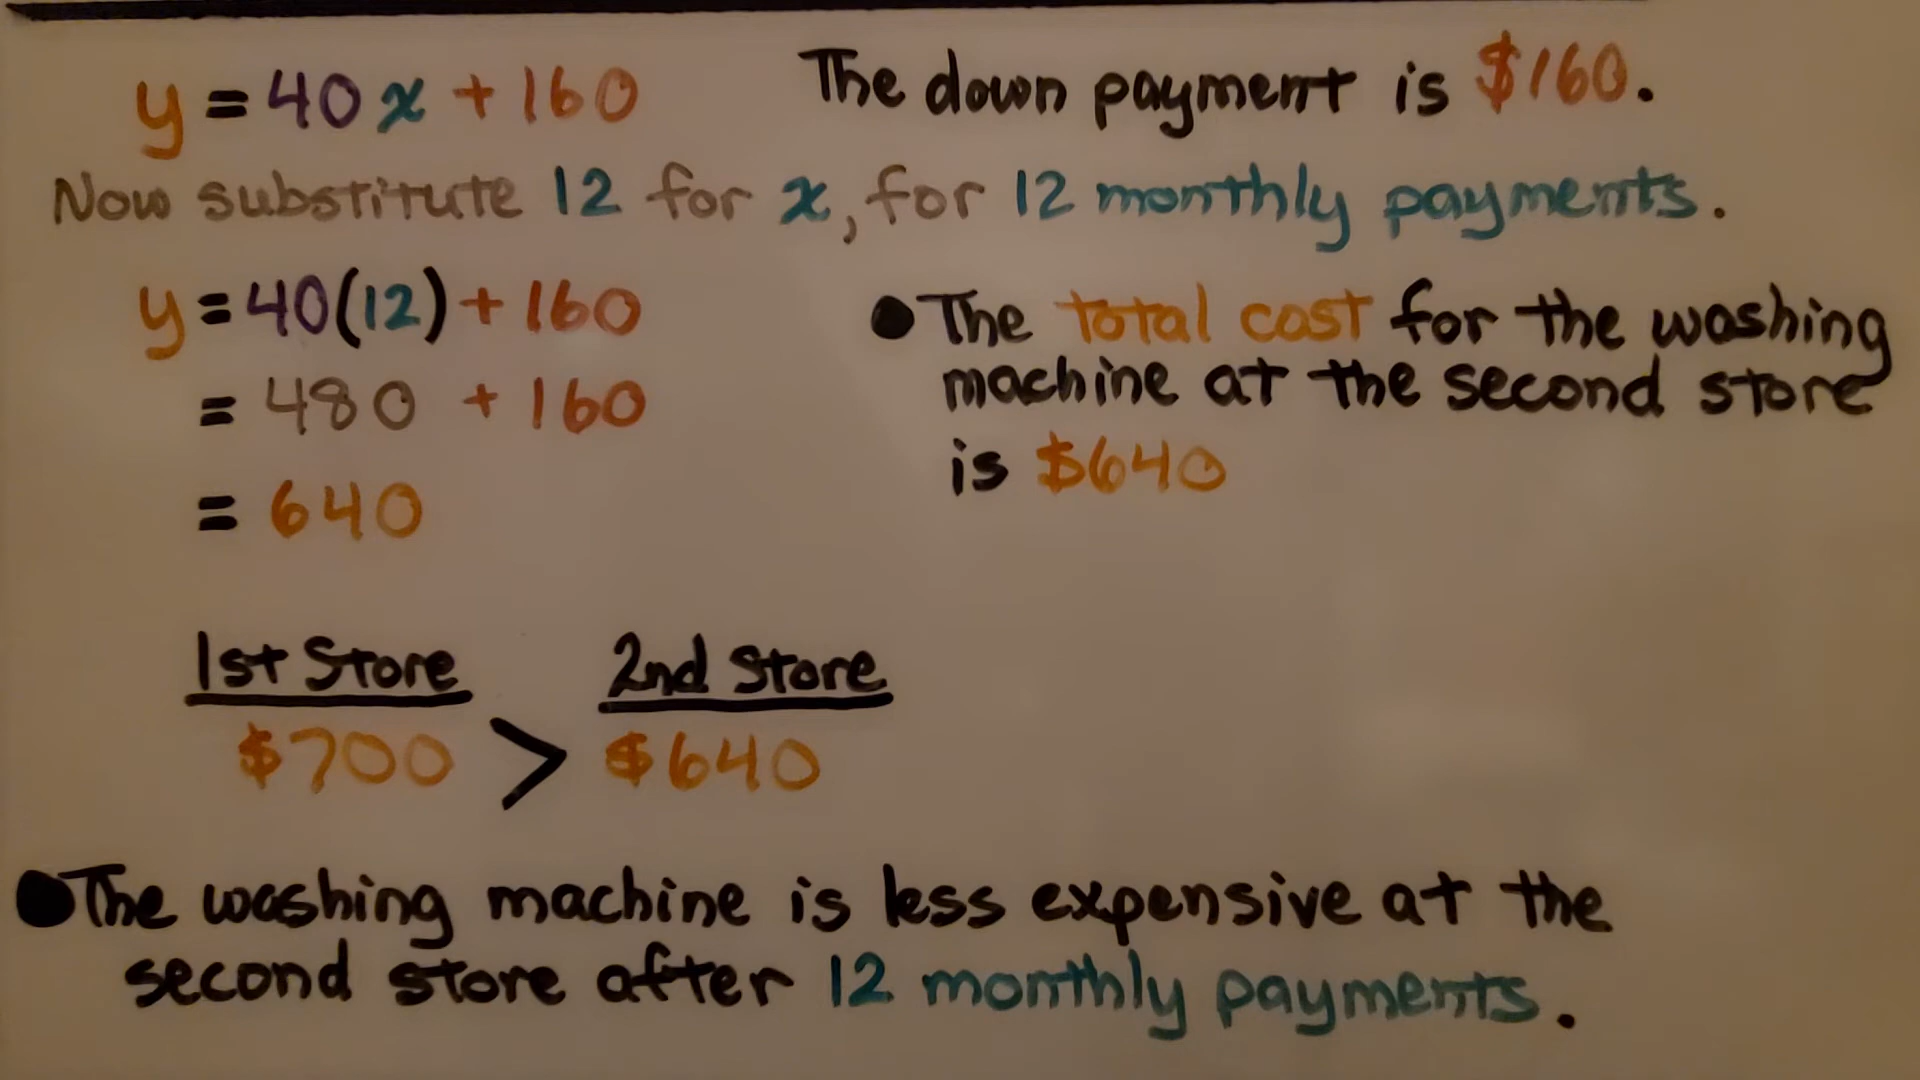 y = 40x + 160
The down payment is $160.
Now substitute 12 for x, for 12 monthly payments.
y = 40(12) + 160
= 480 + 160
= 640
● The total cost for the washing
machine at the second store
is $640
1st Store
2nd Store
$700 > $640
● The washing machine is less expensive at the
second store after 12 monthly payments.